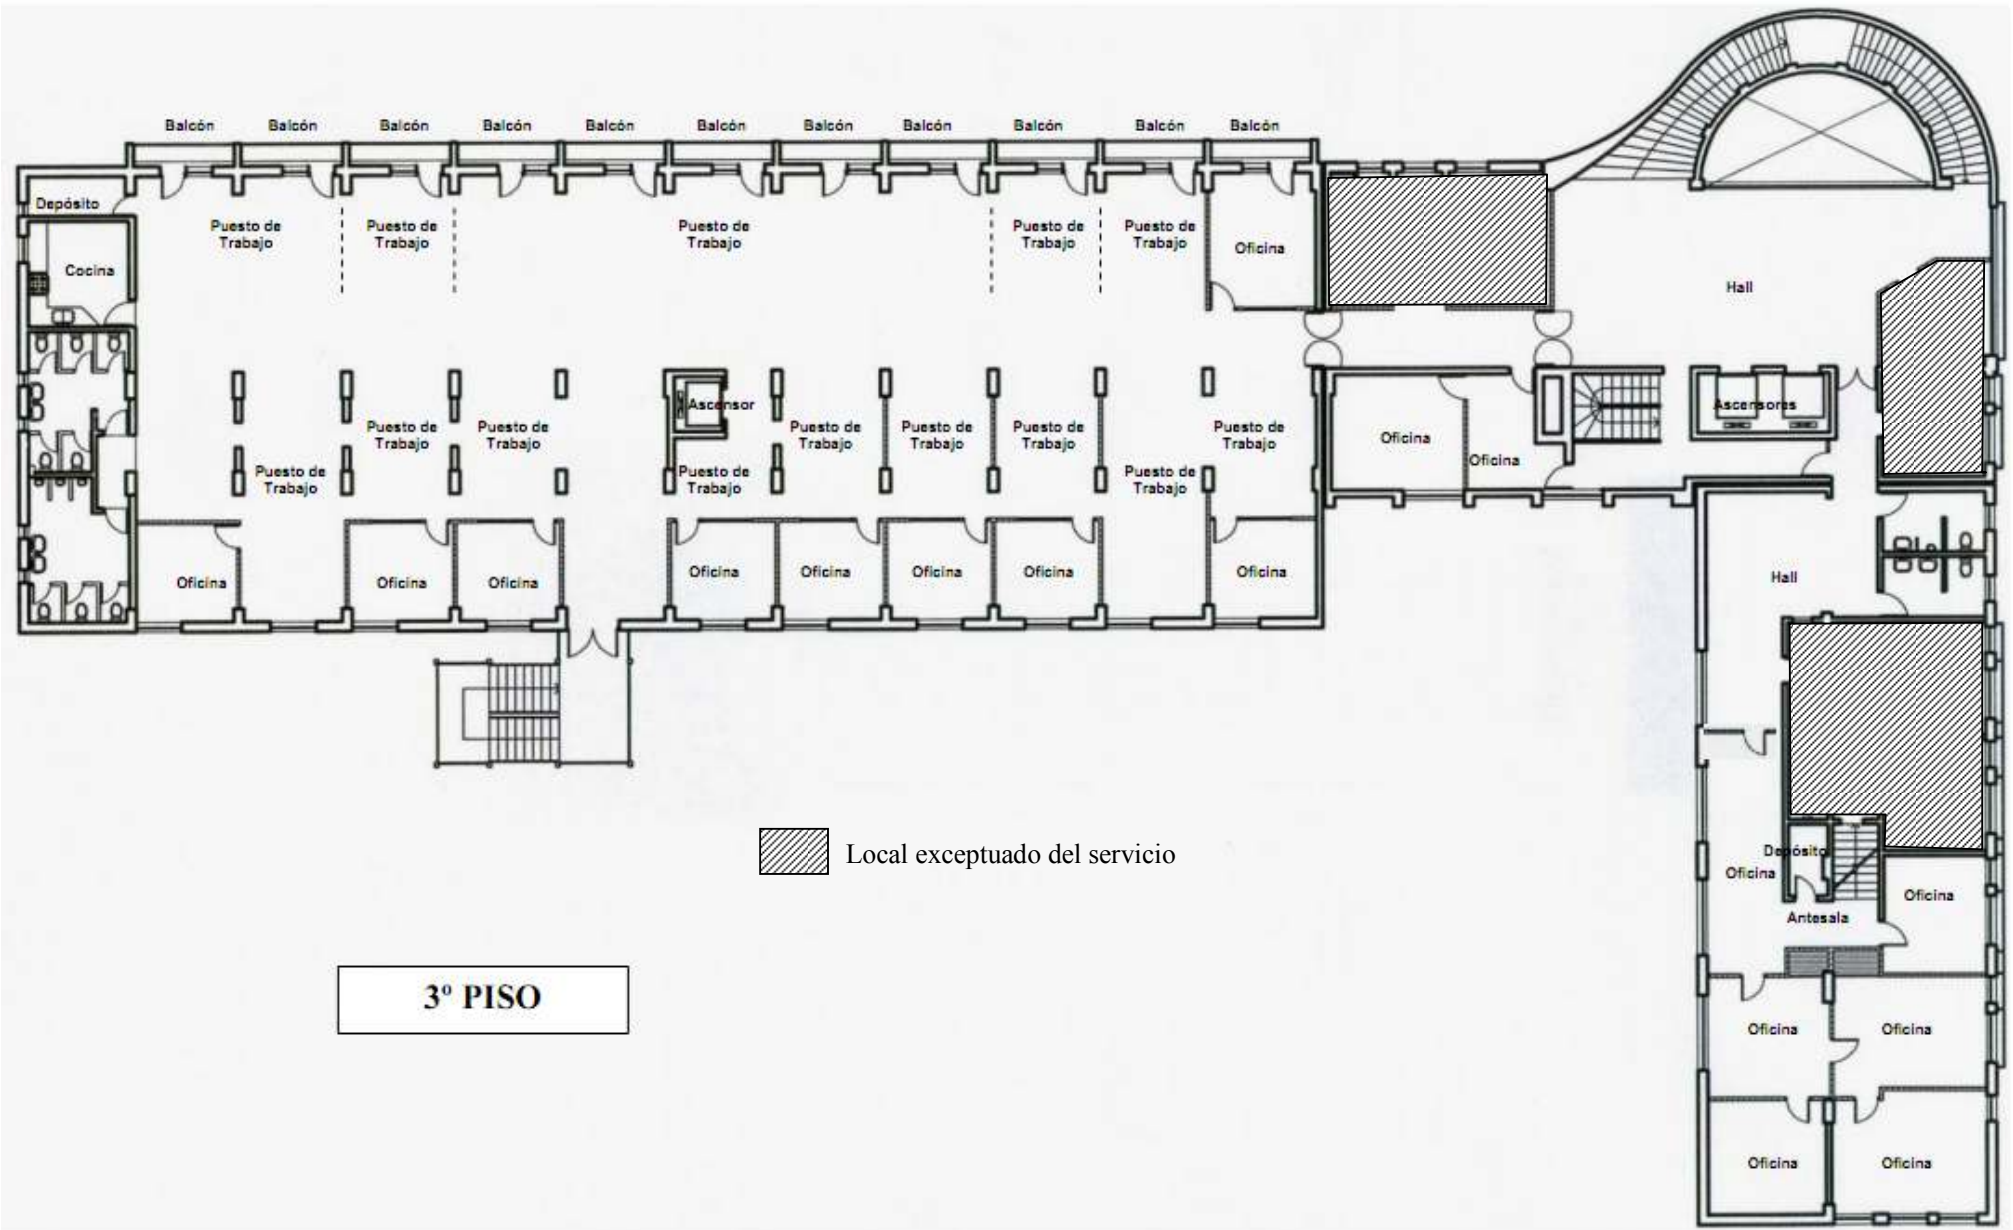 Balcón Balcón Balcón Balcón Balcón Balcón Balcón Balcón Balcón Balcón Balcón
Depósito
Puesto de
Trabajo
Puesto de
Trabajo
Puesto de
Trabajo
Puesto de
Trabajo
Puesto de
Trabajo
Oficina
Cocina
Hall
Ascensor
Ascensores
Puesto de
Trabajo
Puesto de
Trabajo
Puesto de
Trabajo
Puesto de
Trabajo
Puesto de
Trabajo
Puesto de
Trabajo
Oficina
Oficina
Puesto de
Trabajo
Puesto de
Trabajo
Puesto de
Trabajo
Oficina
Oficina
Oficina
Oficina
Oficina
Oficina
Oficina
Oficina
Hall
Local exceptuado del servicio
Depósito
Oficina
Oficina
Antesala
3º PISO
Oficina
Oficina
Oficina
Oficina